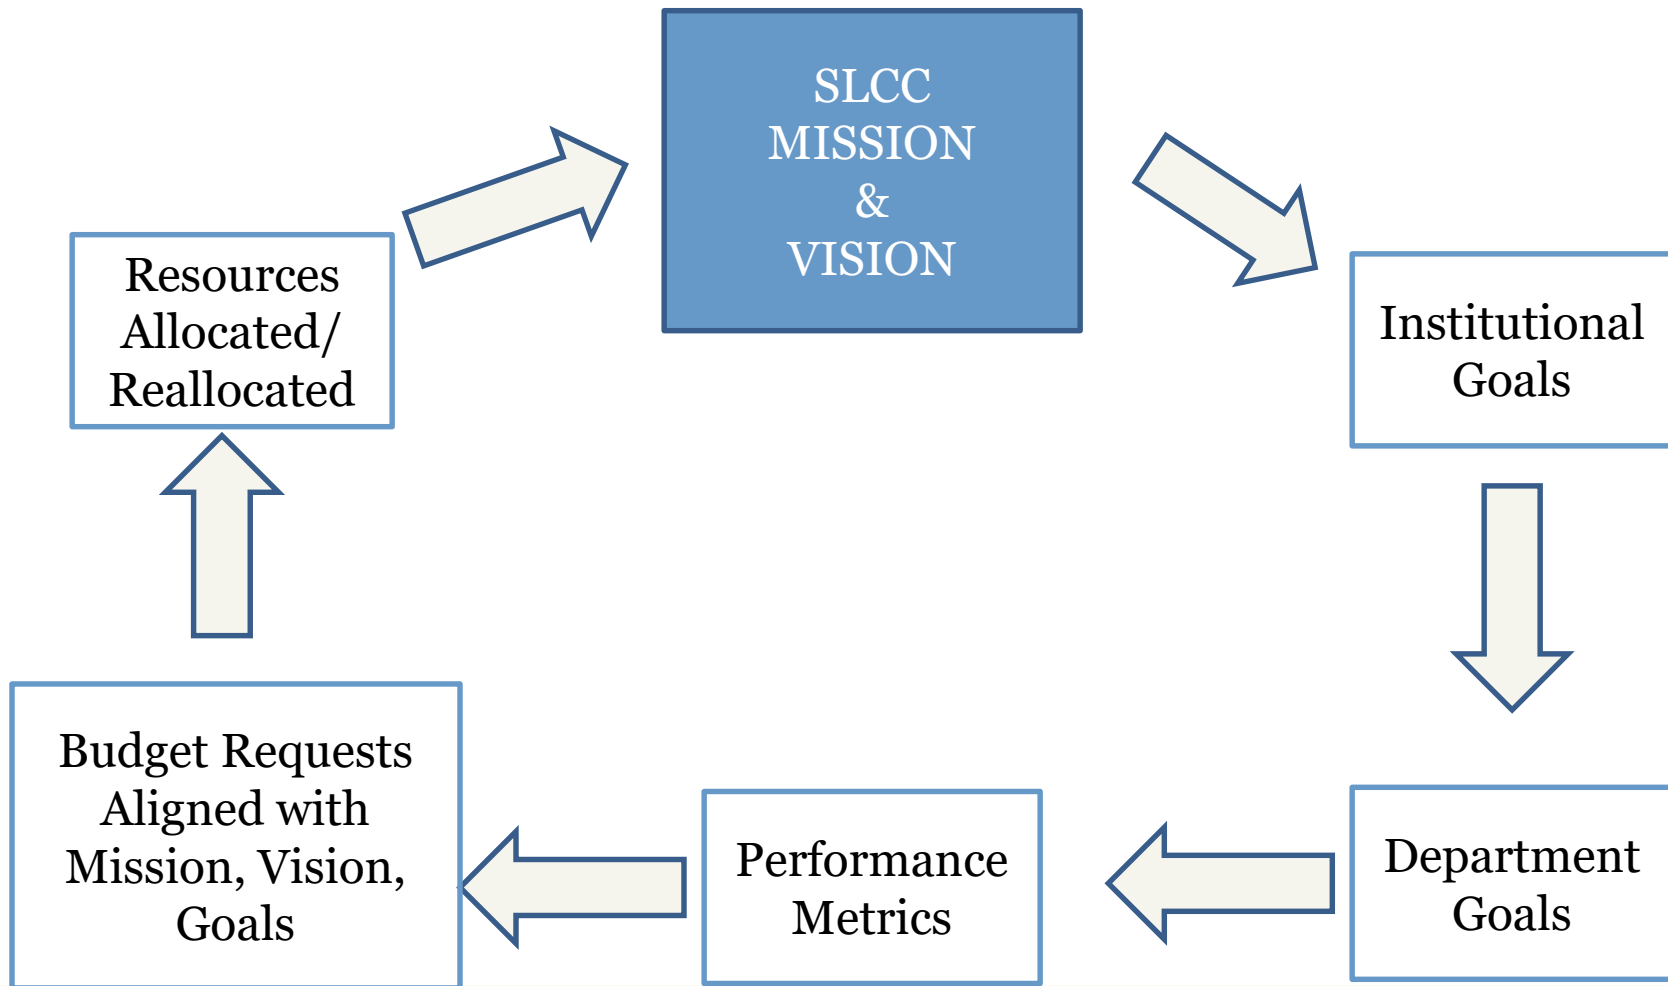 SLCC
MISSION
&
VISION
Institutional
Goals
Department
Goals
Performance
Metrics
Budget Requests
Aligned with
Mission, Vision,
Goals
Resources
Allocated/
Reallocated